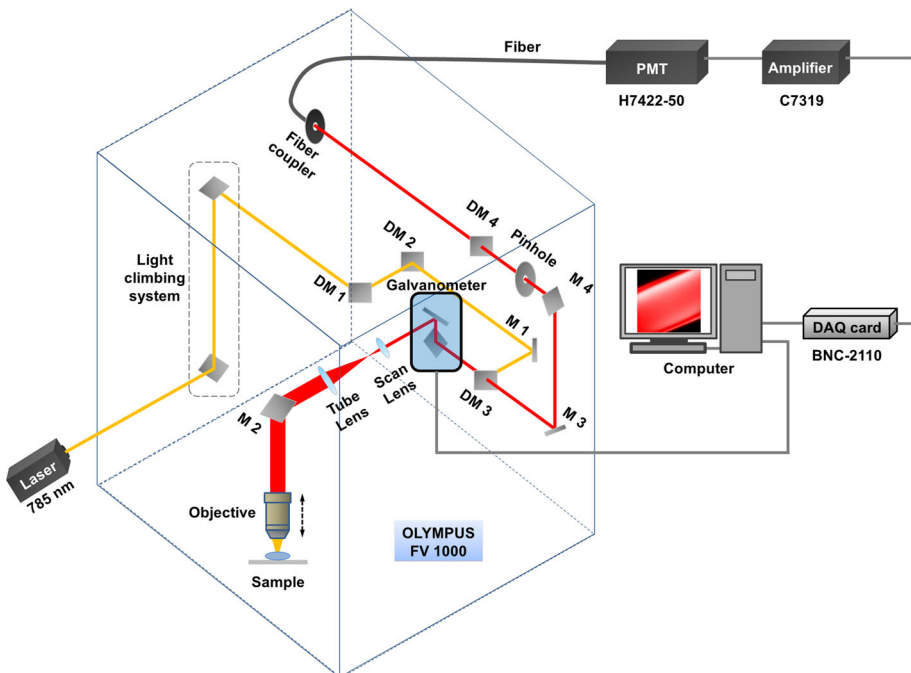 Fiber
PMT
Amplifier
H7422-50
C7319
Fiber
coupler
DM 4
Pinhole
DM 2
M 4
Light
climbing
system
DM 1
Galvanometer
M 1
DAQ card
BNC-2110
Computer
Scan
Lens
DM 3
Tube
Lens
M 3
M 2
Laser
785 nm
Objective
OLYMPUS
FV 1000
Sample